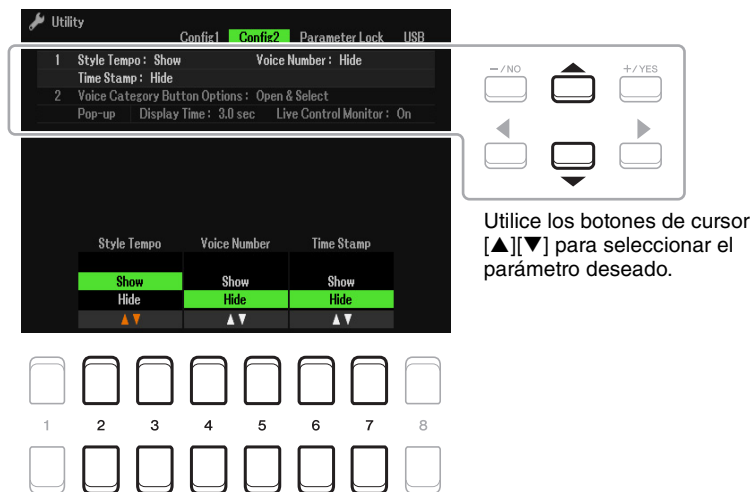 Utility
Config1 Config2 Parameter Lock USB
1 Style Tempo : Show Voice Number : Hide
Time Stamp : Hide
2 Voice Category Button Options : Open & Select
Pop-up Display Time : 3.0 sec Live Control Monitor : On
-/NO +/YES
Utilice los botones de cursor
[▲][▼] para seleccionar el
parámetro deseado.
Style Tempo Voice Number Time Stamp
Show Show Show
Hide Hide Hide
1 2 3 4 5 6 7 8